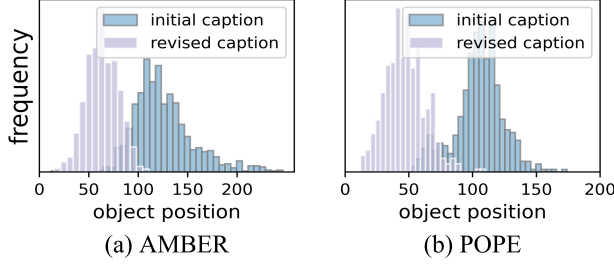 initial caption
revised caption
frequency
0 50 100 150 200
object position
(a) AMBER
initial caption
revised caption
0 50 100 150 200
object position
(b) POPE